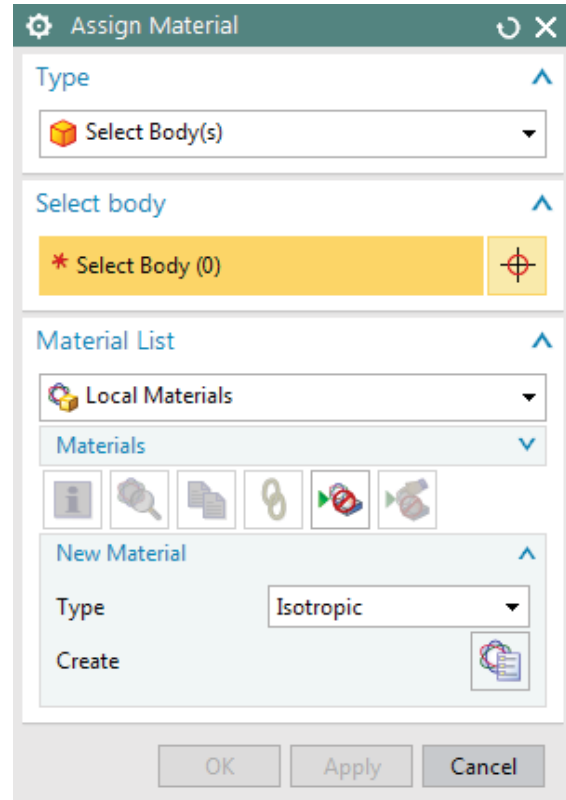 Assign Material
Type
Select Body(s)
Select body
* Select Body (0)
Material List
Local Materials
Materials
New Material
Type Isotropic
Create
OK Apply Cancel